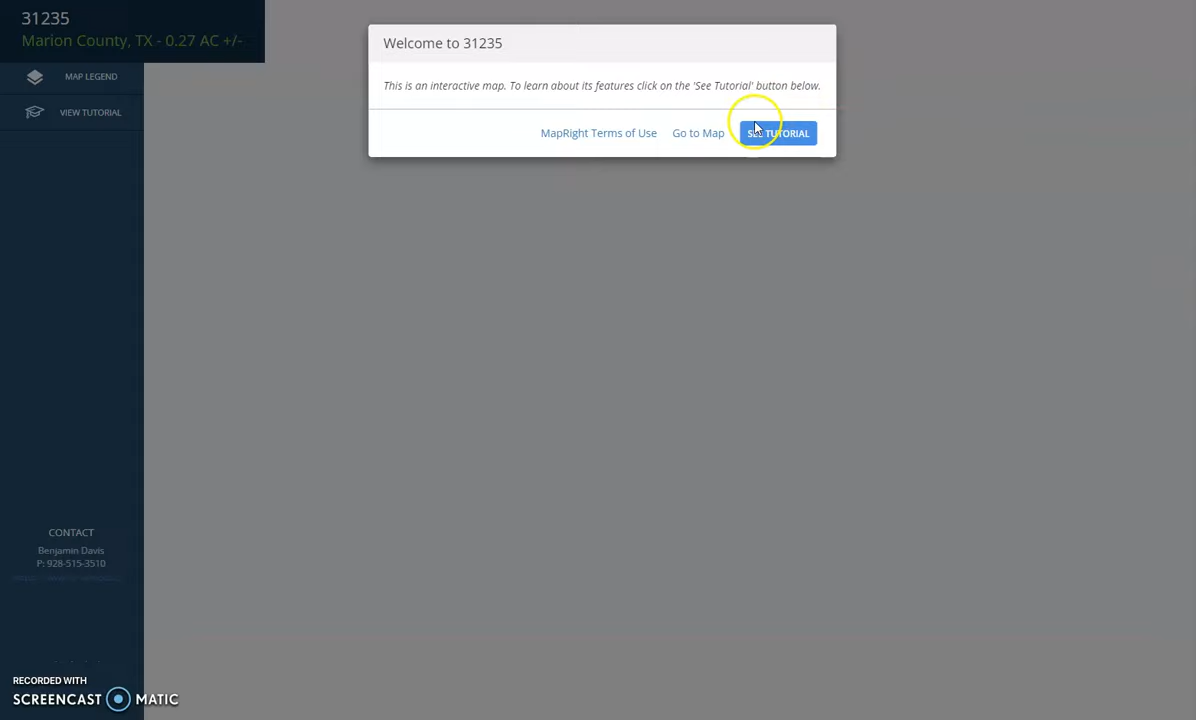 31235
Marion County, TX - 0.27 AC +/-
MAP LEGEND
VIEW TUTORIAL
Welcome to 31235
This is an interactive map. To learn about its features click on the 'See Tutorial' button below.
MapRight Terms of Use Go to Map SEE TUTORIAL
CONTACT
Benjamin Davis
P: 928-515-3510
RECORDED WITH
SCREENCAST MATIC